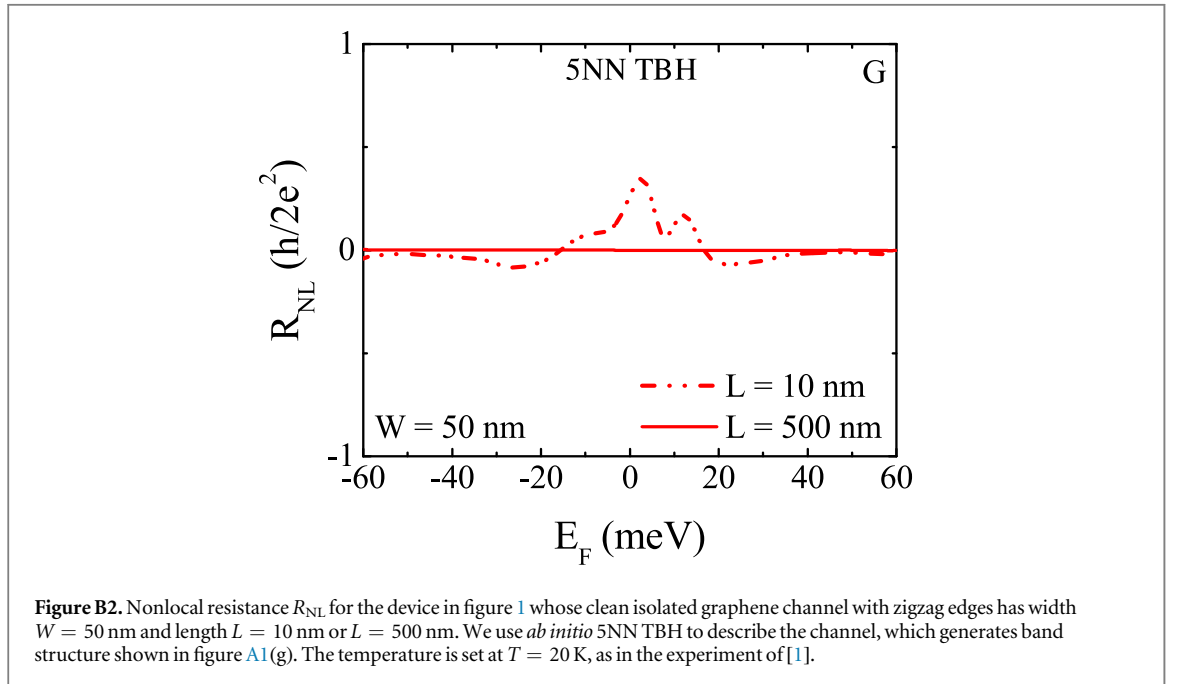 1
5NN TBH G
R_NL (h/2e^2)
0
L = 10 nm
W = 50 nm L = 500 nm
-1
-60 -40 -20 0 20 40 60
E_F (meV)
Figure B2. Nonlocal resistance R_NL for the device in figure 1 whose clean isolated graphene channel with zigzag edges has width
W = 50 nm and length L = 10 nm or L = 500 nm. We use ab initio 5NN TBH to describe the channel, which generates band
structure shown in figure A1(g). The temperature is set at T = 20 K, as in the experiment of [1].